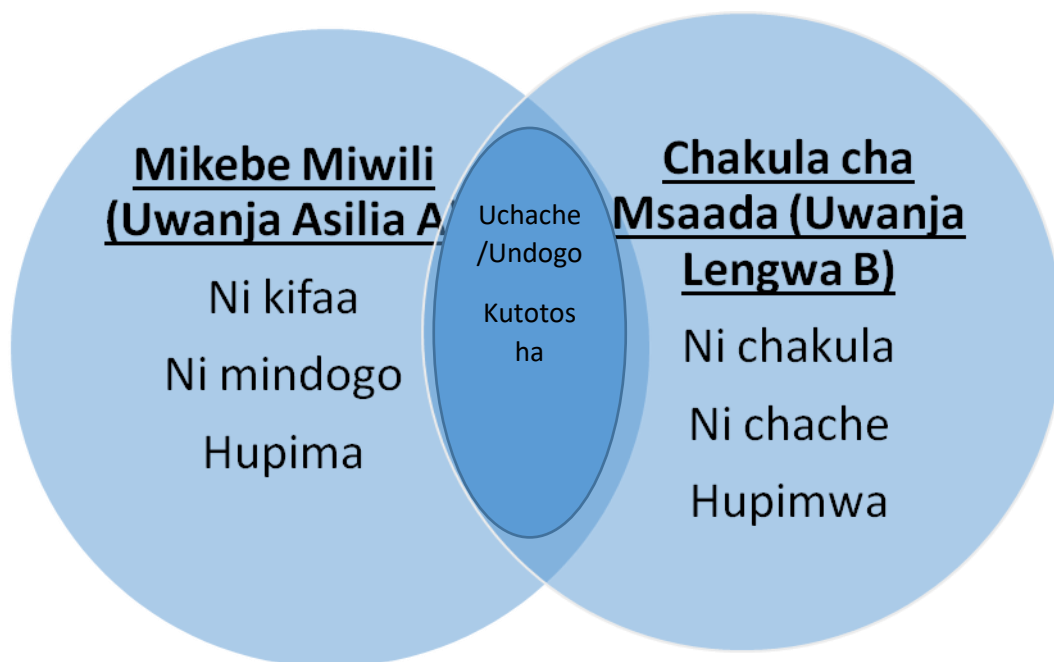 Mikebe Miwili
(Uwanja Asilia A)
Ni kifaa
Ni mindogo
Hupima
Uchache
/Undogo
Kutotos
ha
Chakula cha
Msaada (Uwanja
Lengwa B)
Ni chakula
Ni chache
Hupimwa